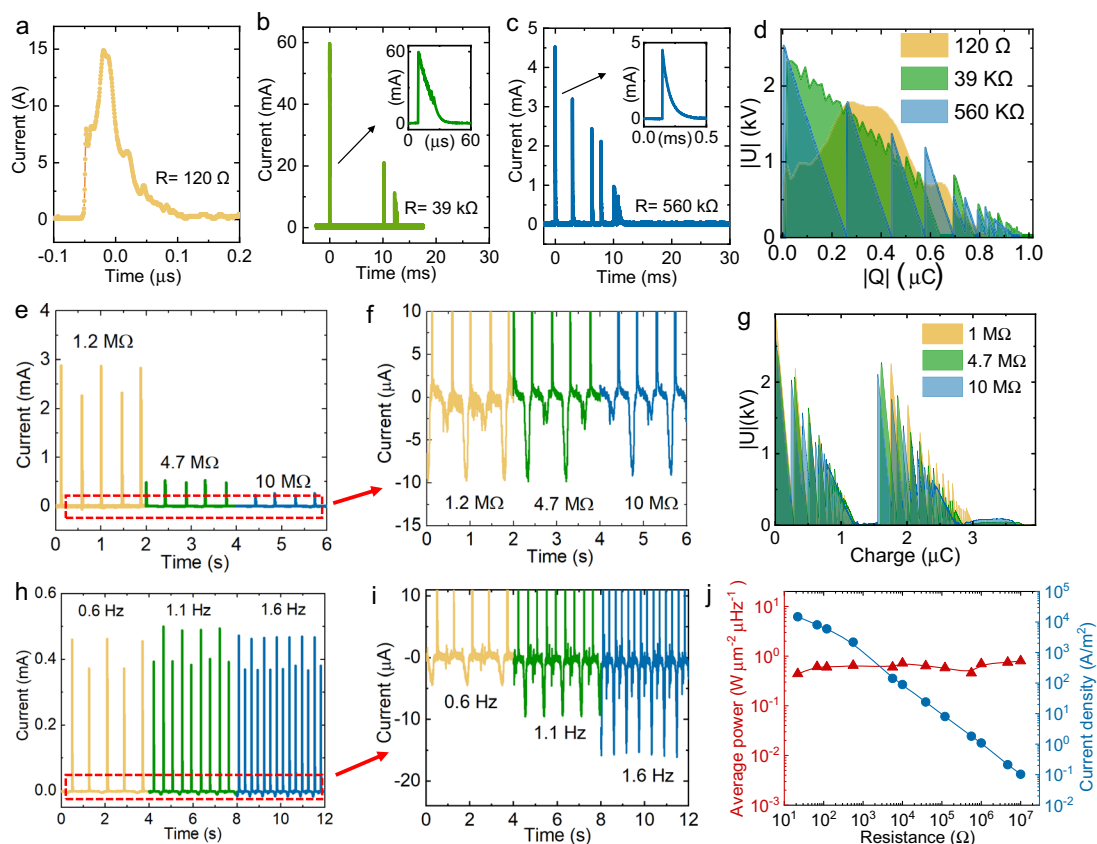 a
Current (A)
15
10
5
0
R= 120 Ω
-0.1 0.0 0.1 0.2
Time (μs)
b
Current (mA)
60
40
20
0
60
(mA)
0
0 (μs) 60
R= 39 kΩ
0 10 20 30
Time (ms)
c
Current (mA)
5
4
3
2
1
0
5
(mA)
0
0.0 (ms) 0.5
R= 560 kΩ
0 10 20 30
Time (ms)
d
|U| (kV)
2
1
0
120 Ω
39 KΩ
560 KΩ
0.0 0.2 0.4 0.6 0.8 1.0
|Q| (μC)
e
Current (mA)
4
3
2
1
0
1.2 MΩ
4.7 MΩ
10 MΩ
0 1 2 3 4 5 6
Time (s)
f
Current (μA)
10
5
0
-5
-10
-15
1.2 MΩ 4.7 MΩ 10 MΩ
0 1 2 3 4 5 6
Time (s)
g
|U|(kV)
2
1
0
1 MΩ
4.7 MΩ
10 MΩ
0 1 2 3
Charge (μC)
h
Current (mA)
0.6
0.4
0.2
0.0
0.6 Hz 1.1 Hz 1.6 Hz
0 2 4 6 8 10 12
Time (s)
i
Current (μA)
10
0
-10
-20
0.6 Hz
1.1 Hz
1.6 Hz
0 2 4 6 8 10 12
Time (s)
j
Average power (W μm⁻² μHz⁻¹)
10¹
10⁰
10⁻¹
10⁻²
10⁻³
Current density (A/m²)
10⁵
10⁴
10³
10²
10¹
10⁰
10⁻¹
10⁻²
10¹ 10² 10³ 10⁴ 10⁵ 10⁶ 10⁷
Resistance (Ω)